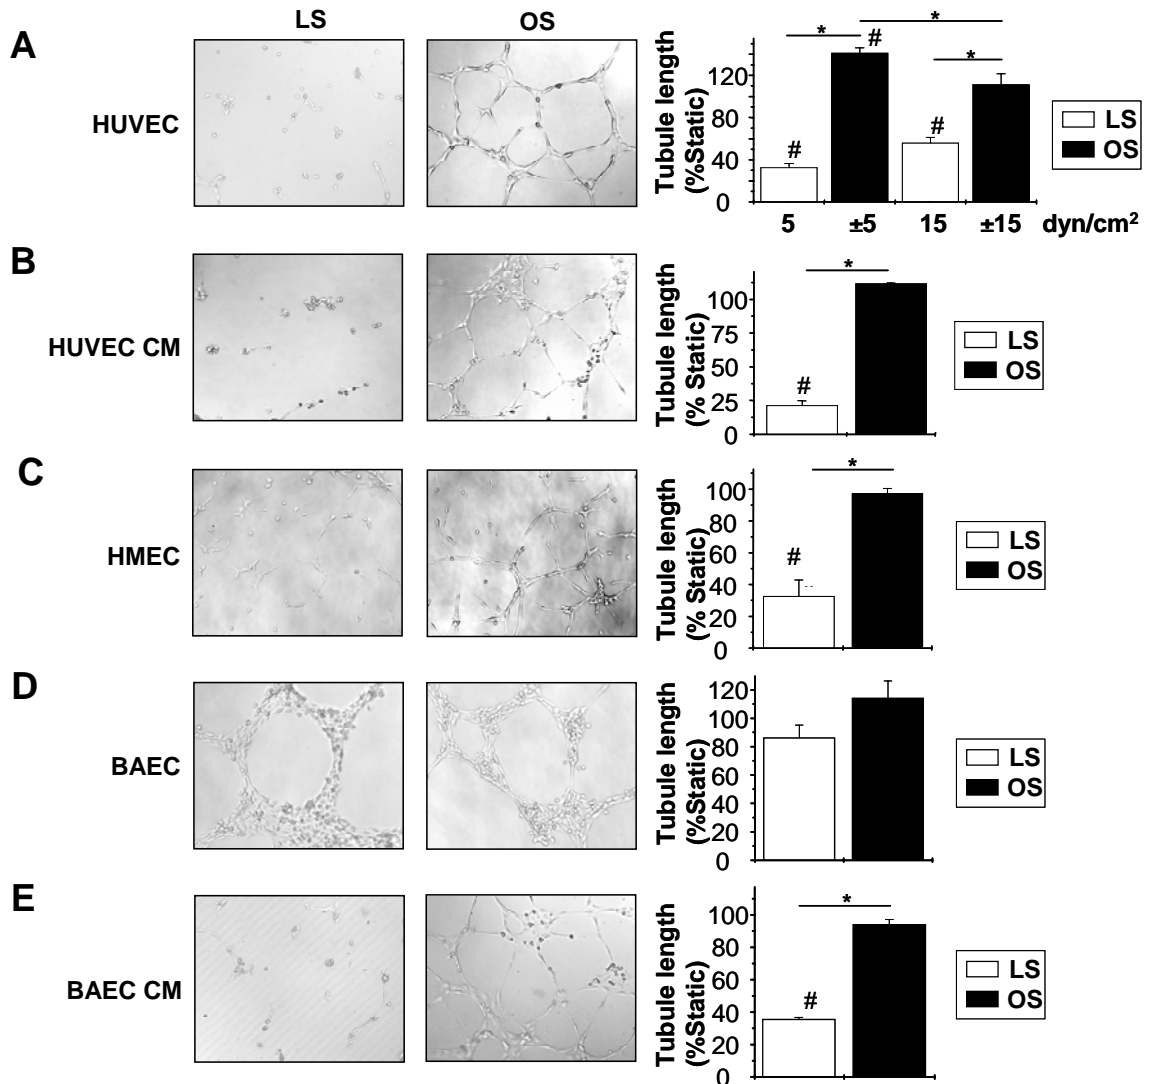 LS OS
A
HUVEC
Tubule length
(%Static)
120
80
40
0
* * *
# # #
5 ±5 15 ±15 dyn/cm²
LS
OS
B
HUVEC CM
Tubule length
(% Static)
100
75
50
25
0
*
#
LS
OS
C
HMEC
Tubule length
(% Static)
100
80
60
40
20
0
*
#
LS
OS
D
BAEC
Tubule length
(%Static)
120
100
80
60
40
20
0
LS
OS
E
BAEC CM
Tubule length
(%Static)
100
80
60
40
20
0
*
#
LS
OS